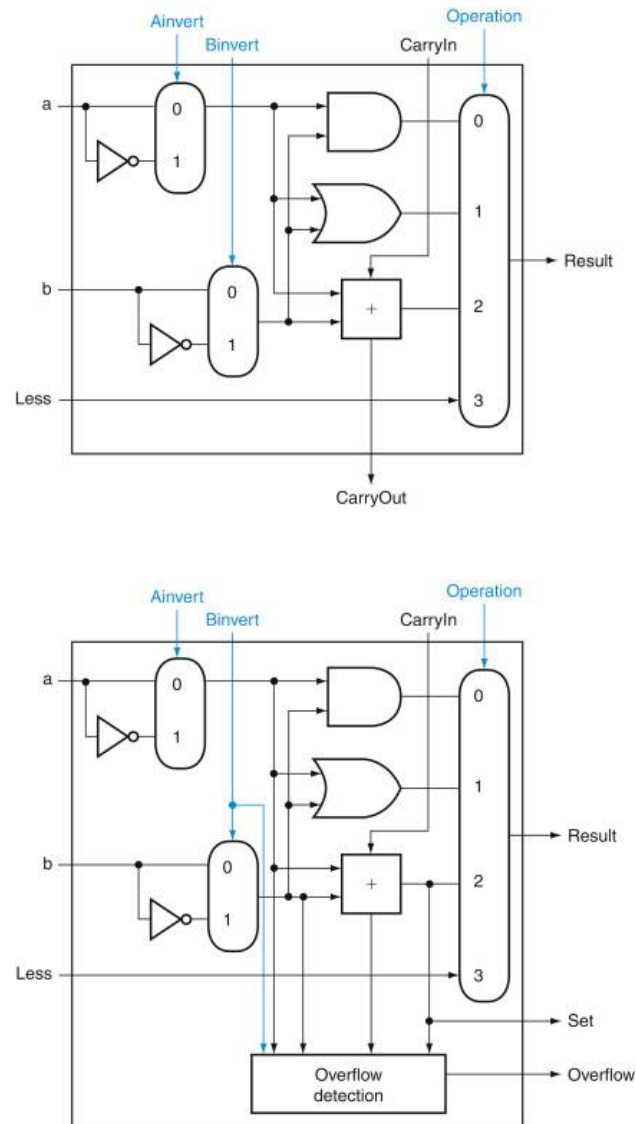 Ainvert
Operation
Binvert
CarryIn
a
0
1
0
1
Result
b
0
+
2
1
Less
3
CarryOut
Ainvert
Operation
Binvert
CarryIn
a
0
0
1
1
Result
b
0
+
2
1
Less
3
Set
Overflow
detection
Overflow